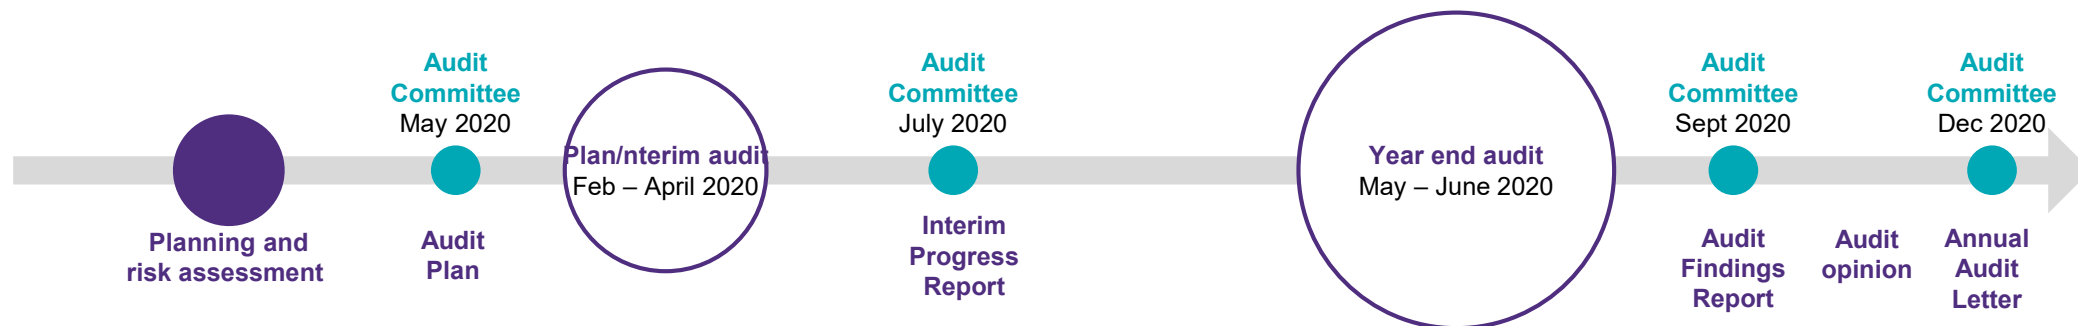 Audit
Committee
May 2020
Audit
Committee
July 2020
Audit
Committee
Sept 2020
Audit
Committee
Dec 2020
Plan/nterim audit
Feb – April 2020
Year end audit
May – June 2020
Planning and
risk assessment
Audit
Plan
Interim
Progress
Report
Audit
Findings
Report
Audit
opinion
Annual
Audit
Letter